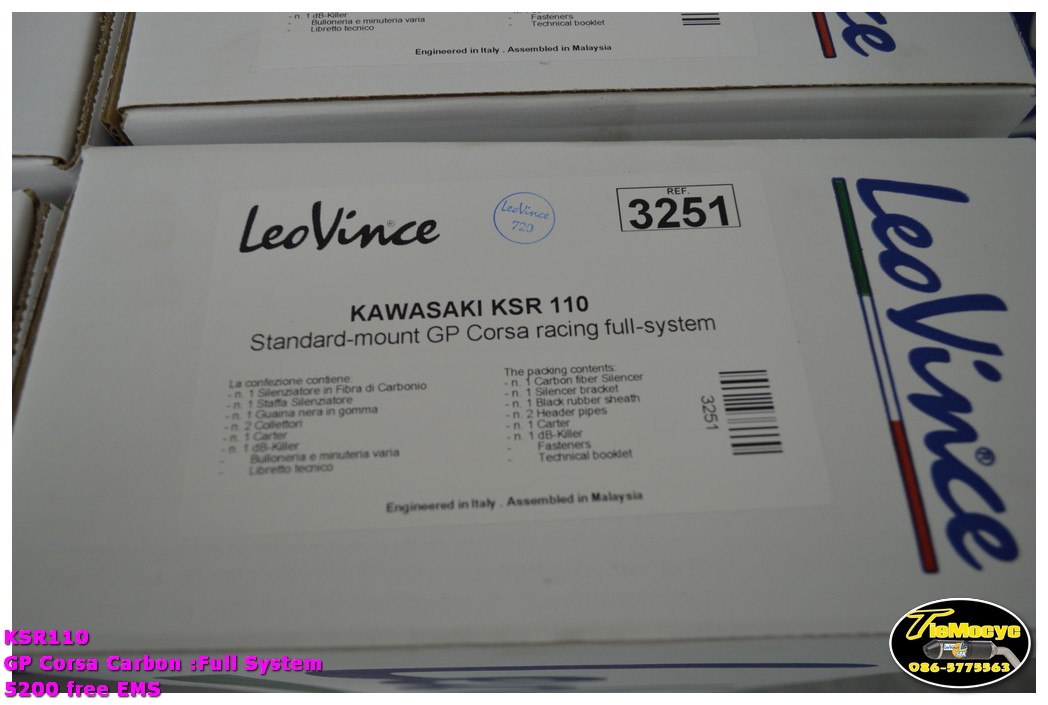 - n. 1 dB-Killer
- Bulloneria e minuteria varia
- Libretto tecnico
- Fasteners
- Technical booklet
Engineered in Italy . Assembled in Malaysia
LeoVince®
LeoVince
720
REF.
3251
KAWASAKI KSR 110
Standard-mount GP Corsa racing full-system
La confezione contiene:
- n. 1 Silenziatore in Fibra di Carbonio
- n. 1 Staffa Silenziatore
- n. 1 Guaina nera in gomma
- n. 2 Collettori
- n. 1 Carter
- n. 1 dB-Killer
- Bulloneria e minuteria varia
- Libretto tecnico
The packing contents:
- n. 1 Carbon fiber Silencer
- n. 1 Silencer bracket
- n. 1 Black rubber sheath
- n. 2 Header pipes
- n. 1 Carter
- n. 1 dB-Killer
- Fasteners
- Technical booklet
3251
Engineered in Italy . Assembled in Malaysia
LeoVince®
KSR110
GP Corsa Carbon :Full System
5200 free EMS
TleMocyc
086-5775563